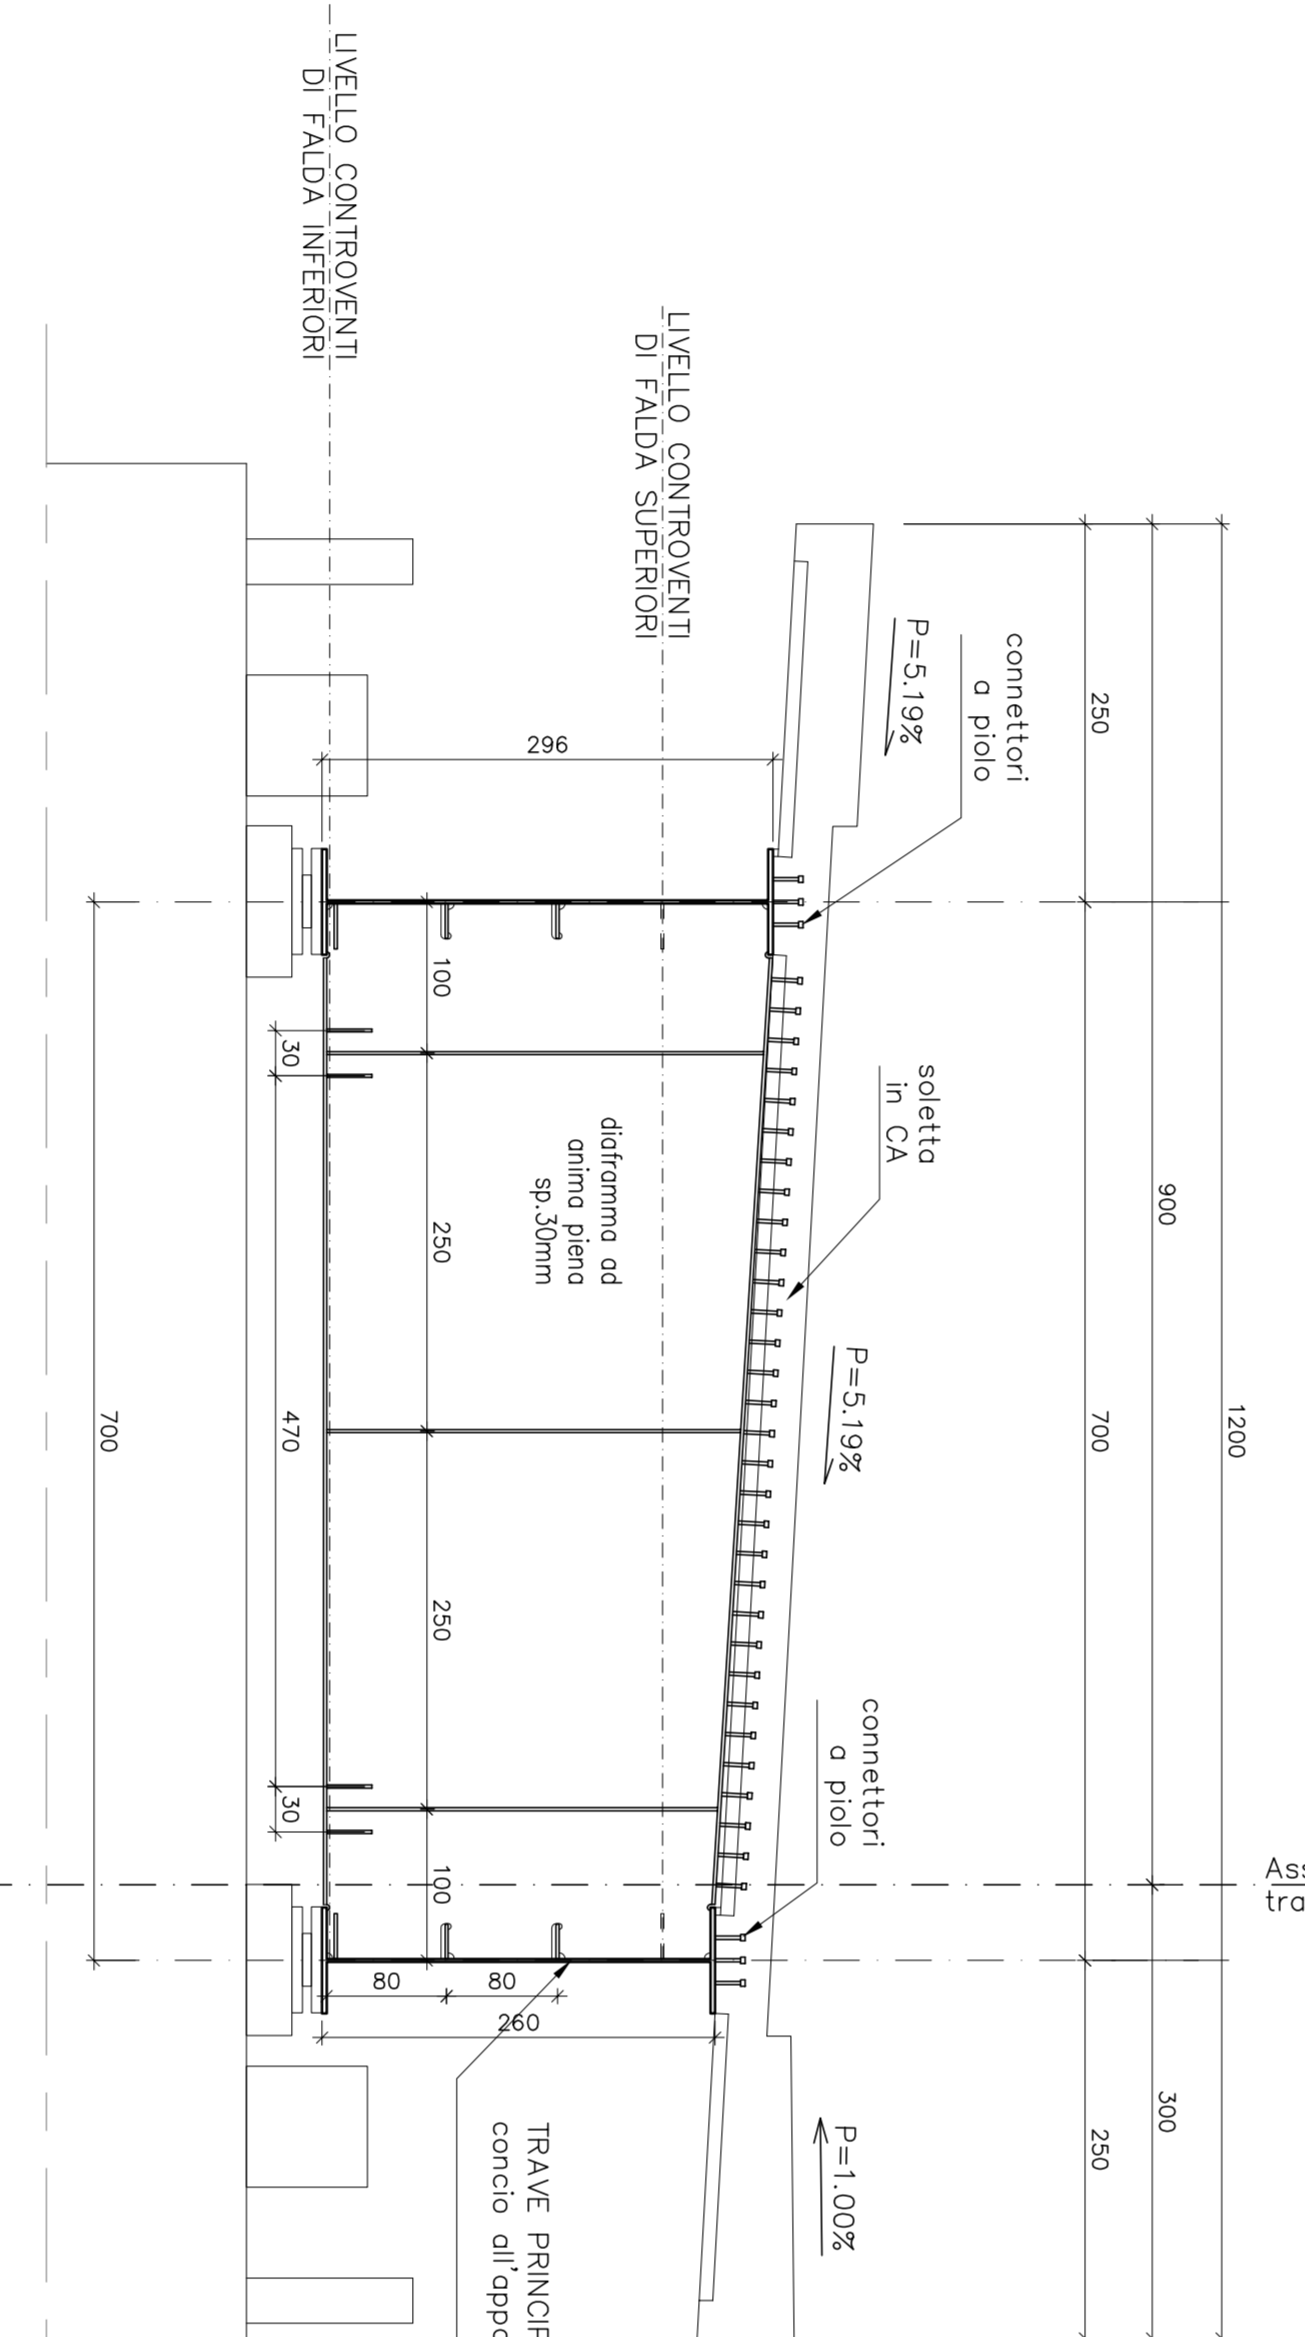 LIVELLO CONTROVENTI
DI FALDA INFERIORI
LIVELLO CONTROVENTI
DI FALDA SUPERIORI
1200
900
300
250
700
250
connettori
a piolo
P=5.19%
soletta
in CA
P=5.19%
connettori
a piolo
P=1.00%
296
diaframma ad
anima piena
sp.30mm
100
250
250
100
30
470
30
80
80
260
700
TRAVE PRINCIP
concio all'appo
Ass
tra